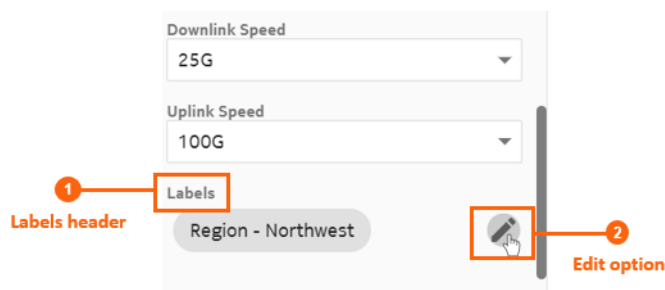 Downlink Speed
25G
Uplink Speed
100G
1
Labels
Labels header
Region - Northwest
2
Edit option